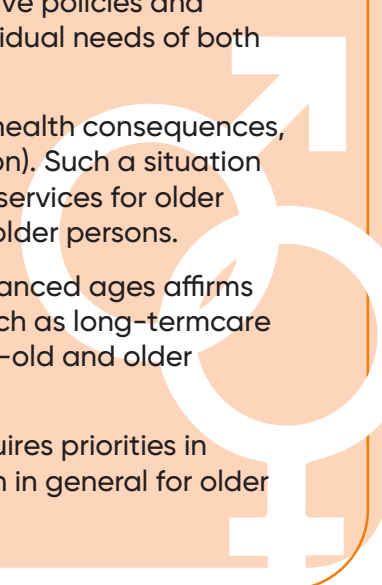 ve policies and
vidual needs of both
health consequences,
on). Such a situation
services for older
older persons.
anced ages affirms
ch as long-termcare
-old and older
uires priorities in
n in general for older